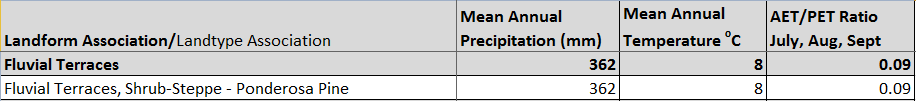 Landform Association/Landtype Association Mean Annual Precipitation (mm) Mean Annual Temperature °C AET/PET Ratio July, Aug, Sept
Fluvial Terraces 362 8 0.09
Fluvial Terraces, Shrub-Steppe - Ponderosa Pine 362 8 0.09